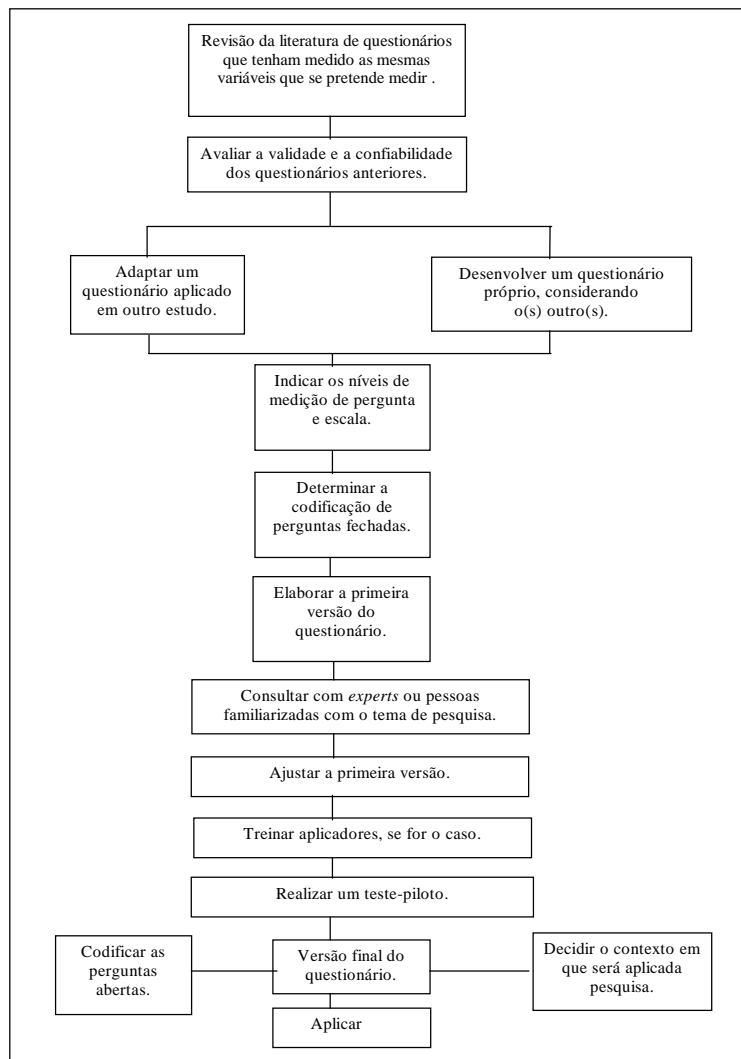 Revisão da literatura de questionários
que tenham medido as mesmas
variáveis que se pretende medir .
Avaliar a validade e a confiabilidade
dos questionários anteriores.
Adaptar um
questionário aplicado
em outro estudo.
Desenvolver um questionário
próprio, considerando
o(s) outro(s).
Indicar os níveis de
medição de pergunta
e escala.
Determinar a
codificação de
perguntas fechadas.
Elaborar a primeira
versão do
questionário.
Consultar com experts ou pessoas
familiarizadas com o tema de pesquisa.
Ajustar a primeira versão.
Treinar aplicadores, se for o caso.
Realizar um teste-piloto.
Codificar as
perguntas
abertas.
Versão final do
questionário.
Decidir o contexto em
que será aplicada
pesquisa.
Aplicar